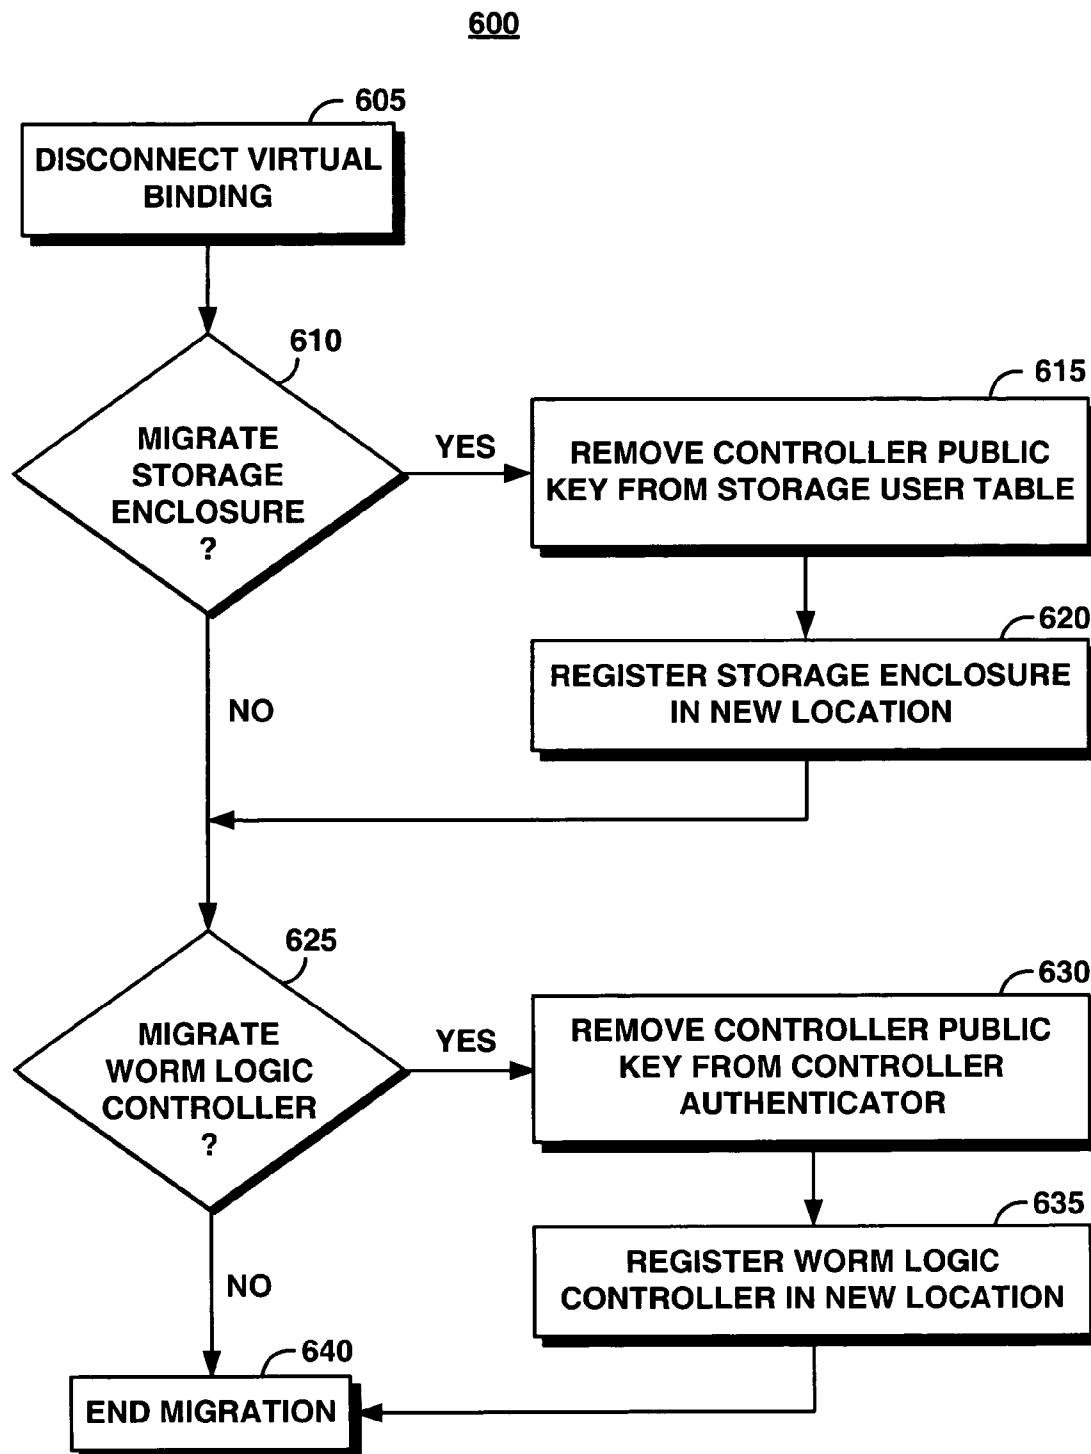 600
605
DISCONNECT VIRTUAL
BINDING
610
MIGRATE
STORAGE
ENCLOSURE
?
YES
615
REMOVE CONTROLLER PUBLIC
KEY FROM STORAGE USER TABLE
620
REGISTER STORAGE ENCLOSURE
IN NEW LOCATION
NO
625
MIGRATE
WORM LOGIC
CONTROLLER
?
YES
630
REMOVE CONTROLLER PUBLIC
KEY FROM CONTROLLER
AUTHENTICATOR
635
REGISTER WORM LOGIC
CONTROLLER IN NEW LOCATION
NO
640
END MIGRATION